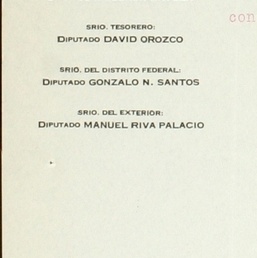 con
SRIO. TESORERO:
DIPUTADO DAVID OROZCO
SRIO. DEL DISTRITO FEDERAL:
DIPUTADO GONZALO N. SANTOS
SRIO. DEL EXTERIOR:
DIPUTADO MANUEL RIVA PALACIO